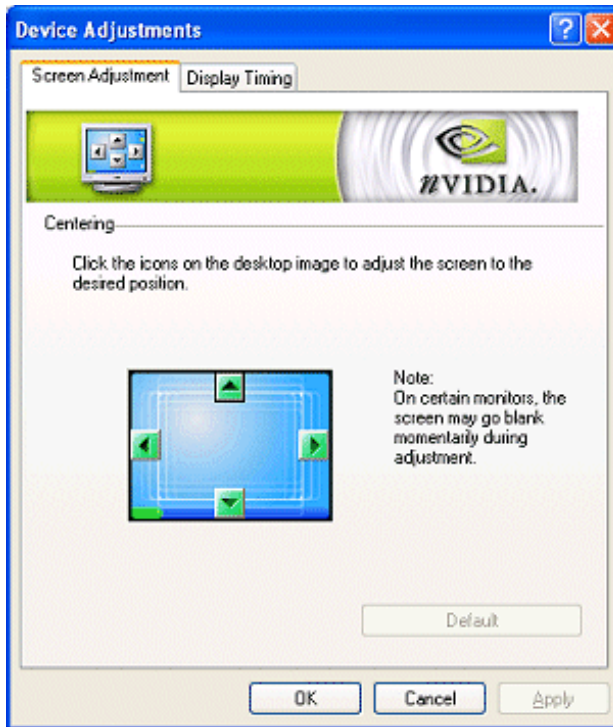 Device Adjustments
Screen Adjustment
Display Timing
nVIDIA.
Centering
Click the icons on the desktop image to adjust the screen to the
desired position.
Note:
On certain monitors, the
screen may go blank
momentarily during
adjustment.
Default
OK
Cancel
Apply